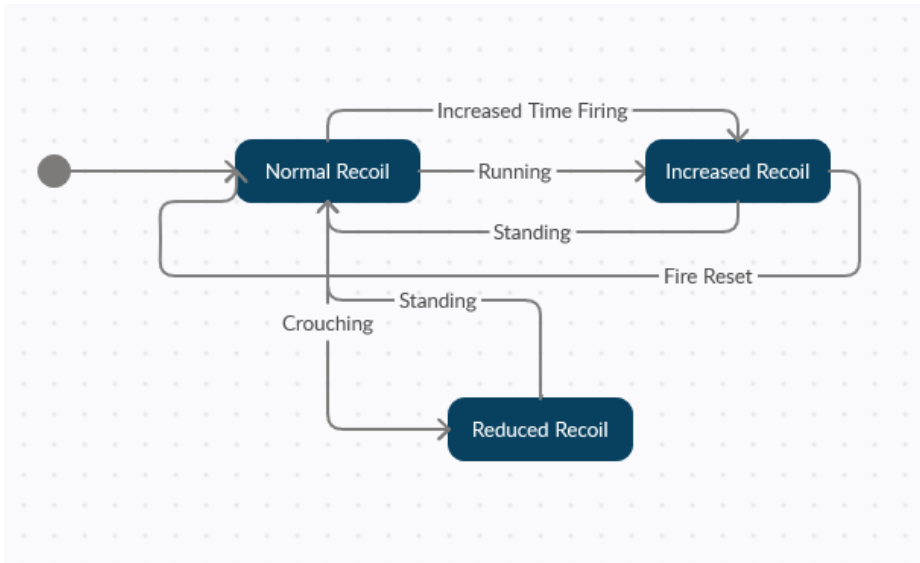 Increased Time Firing
Normal Recoil
Running
Increased Recoil
Standing
Fire Reset
Standing
Crouching
Reduced Recoil